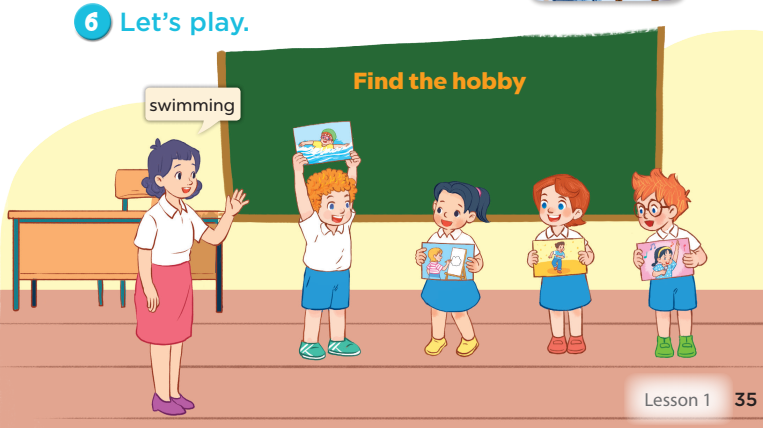 6 Let's play.
Find the hobby
swimming
Lesson 1 35